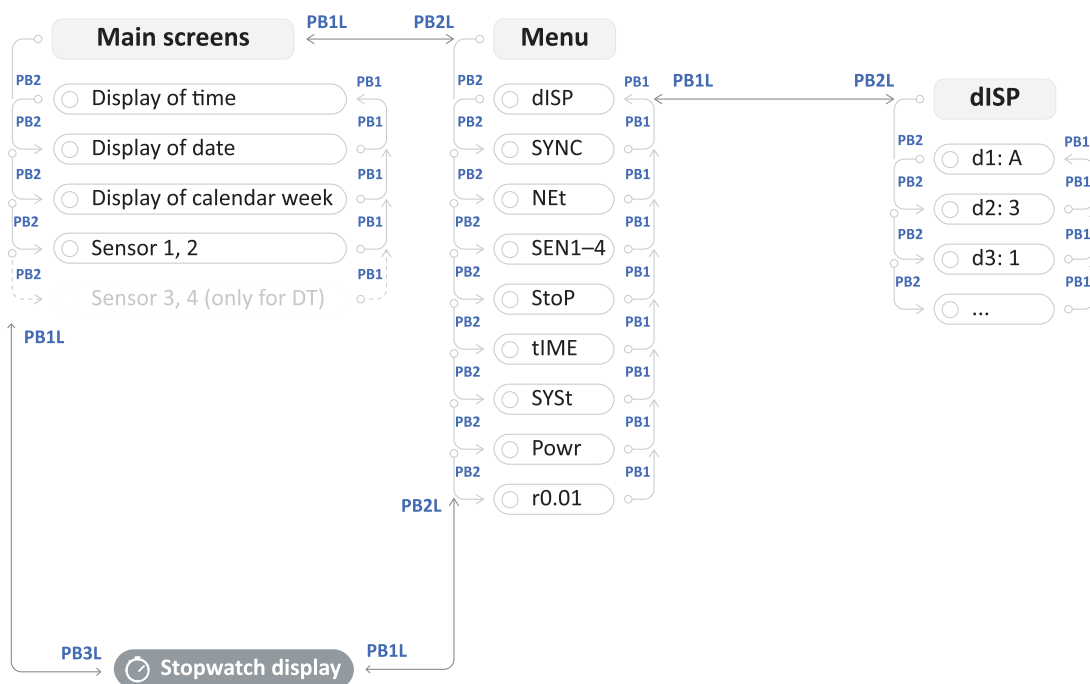 PB1L PB2L
Main screens
Menu
PB2 PB1 PB2 PB1 PB1L PB2L
Display of time
dISP
dISP
PB2 PB1 PB2 PB1
Display of date
SYNC
PB2 PB1
d1: A
PB2 PB1 PB2 PB1
Display of calendar week
NEt
PB2 PB1
d2: 3
PB2 PB1 PB2 PB1
Sensor 1, 2
SEN1–4
PB2 PB1
d3: 1
PB2 PB1 PB2 PB1
Sensor 3, 4 (only for DT)
StoP
PB2 PB1
...
PB1L
PB2 PB1
tIME
PB2 PB1
SYSt
PB2 PB1
Powr
PB2 PB1
r0.01
PB2L
PB3L PB1L
Stopwatch display